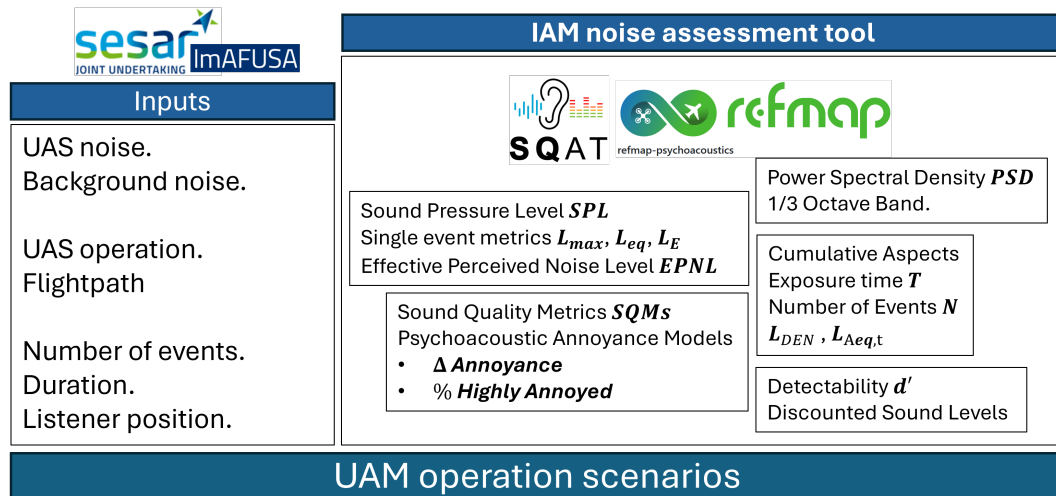 sesar
JOINT UNDERTAKING
ImAFUSA
Inputs
UAS noise.
Background noise.
UAS operation.
Flightpath
Number of events.
Duration.
Listener position.
IAM noise assessment tool
SQAT
refmap
refmap-psychoacoustics
Sound Pressure Level SPL
Single event metrics Lmax, Leq, LE
Effective Perceived Noise Level EPNL
Sound Quality Metrics SQMs
Psychoacoustic Annoyance Models
• Δ Annoyance
• % Highly Annoyed
Power Spectral Density PSD
1/3 Octave Band.
Cumulative Aspects
Exposure time T
Number of Events N
LDEN , LAeq,t
Detectability d′
Discounted Sound Levels
UAM operation scenarios